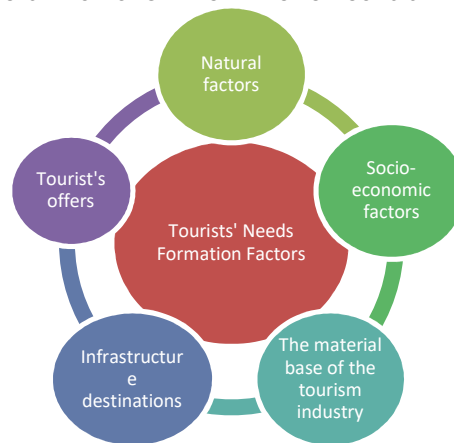 Natural
factors
Socio-
economic
factors
The material
base of the
tourism
industry
Infrastructur
e
destinations
Tourist's
offers
Tourists' Needs
Formation Factors